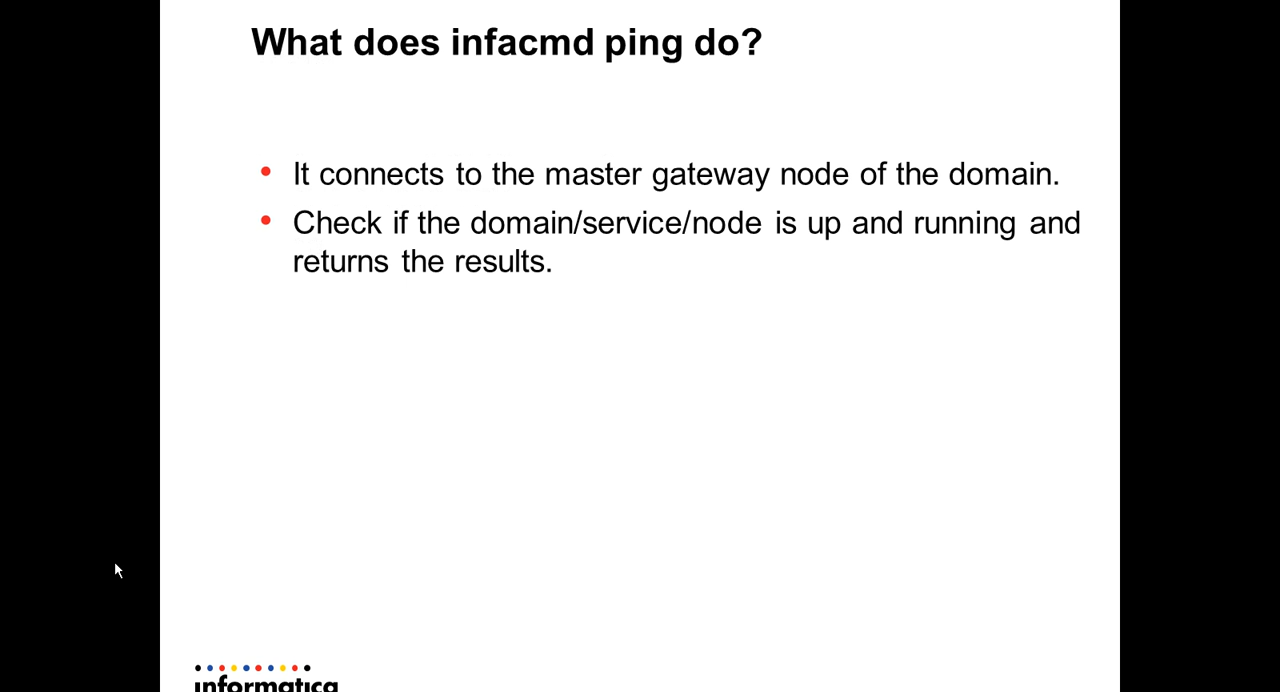 What does infacmd ping do?
• It connects to the master gateway node of the domain.
• Check if the domain/service/node is up and running and
returns the results.
informatica